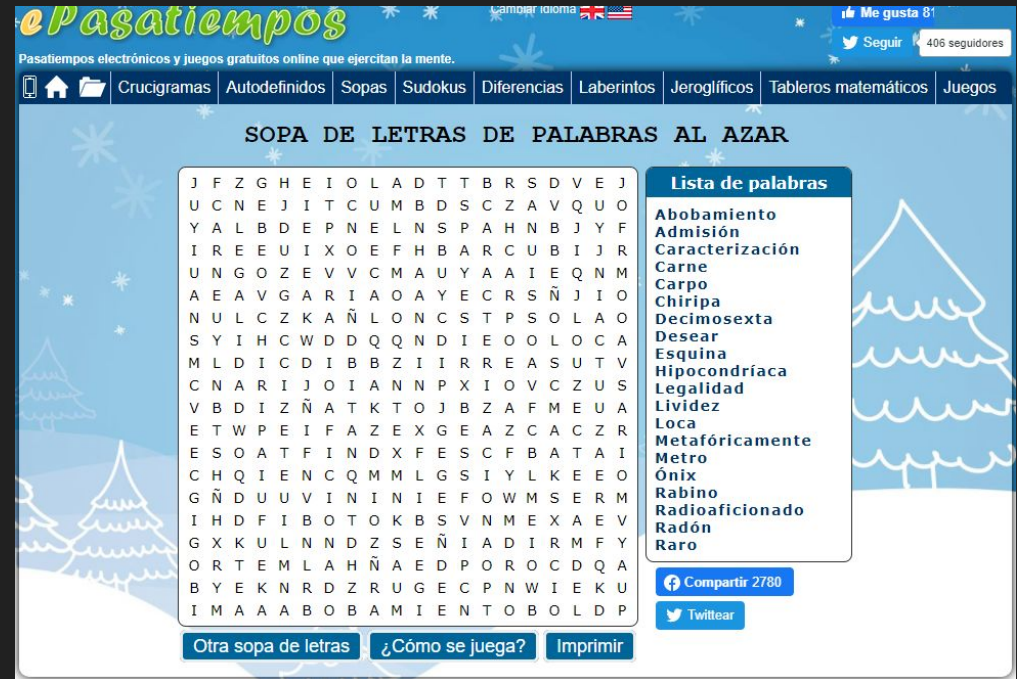 ePasatiempos
Cambiar idioma
Me gusta 81
Pasatiempos electrónicos y juegos gratuitos online que ejercitan la mente.
Seguir
406 seguidores
Crucigramas Autodefinidos Sopas Sudokus Diferencias Laberintos Jeroglíficos Tableros matemáticos Juegos
SOPA DE LETRAS DE PALABRAS AL AZAR
J F Z G H E I O L A D T T B R S D V E J
U C N E J I T C U M B D S C Z A V Q U O
Y A L B D E P N E L N S P A H N B J Y F
I R E E U I X O E F H B A R C U B I J R
U N G O Z E V V C M A U Y A A I E Q N M
A E A V G A R I A O A Y E C R S Ñ J I O
N U L C Z K A Ñ L O N C S T P S O L A O
S Y I H C W D D Q Q N D I E O O L O C A
M L D I C D I B B Z I I R R E A S U T V
C N A R I J O I A N N P X I O V C Z U S
V B D I Z Ñ A T K T O J B Z A F M E U A
E T W P E I F A Z E X G E A Z C A C Z R
E S O A T F I N D X F E S C F B A T A I
C H Q I E N C Q M M L G S I Y L K E E O
G Ñ D U U V I N I N I E F O W M S E R M
I H D F I B O T O K B S V N M E X A E V
G X K U L N N D Z S E Ñ I A D I R M F Y
O R T E M L A H Ñ A E D P O R O C D Q A
B Y E K N R D Z R U G E C P N W I E K U
I M A A A B O B A M I E N T O B O L D P
Lista de palabras
Abobamiento
Admisión
Caracterización
Carne
Carpo
Chiripa
Decimosexta
Desear
Esquina
Hipocondríaca
Legalidad
Lividez
Loca
Metafóricamente
Metro
Ónix
Rabino
Radioaficionado
Radón
Raro
Compartir 2780
Twittear
Otra sopa de letras
¿Cómo se juega?
Imprimir